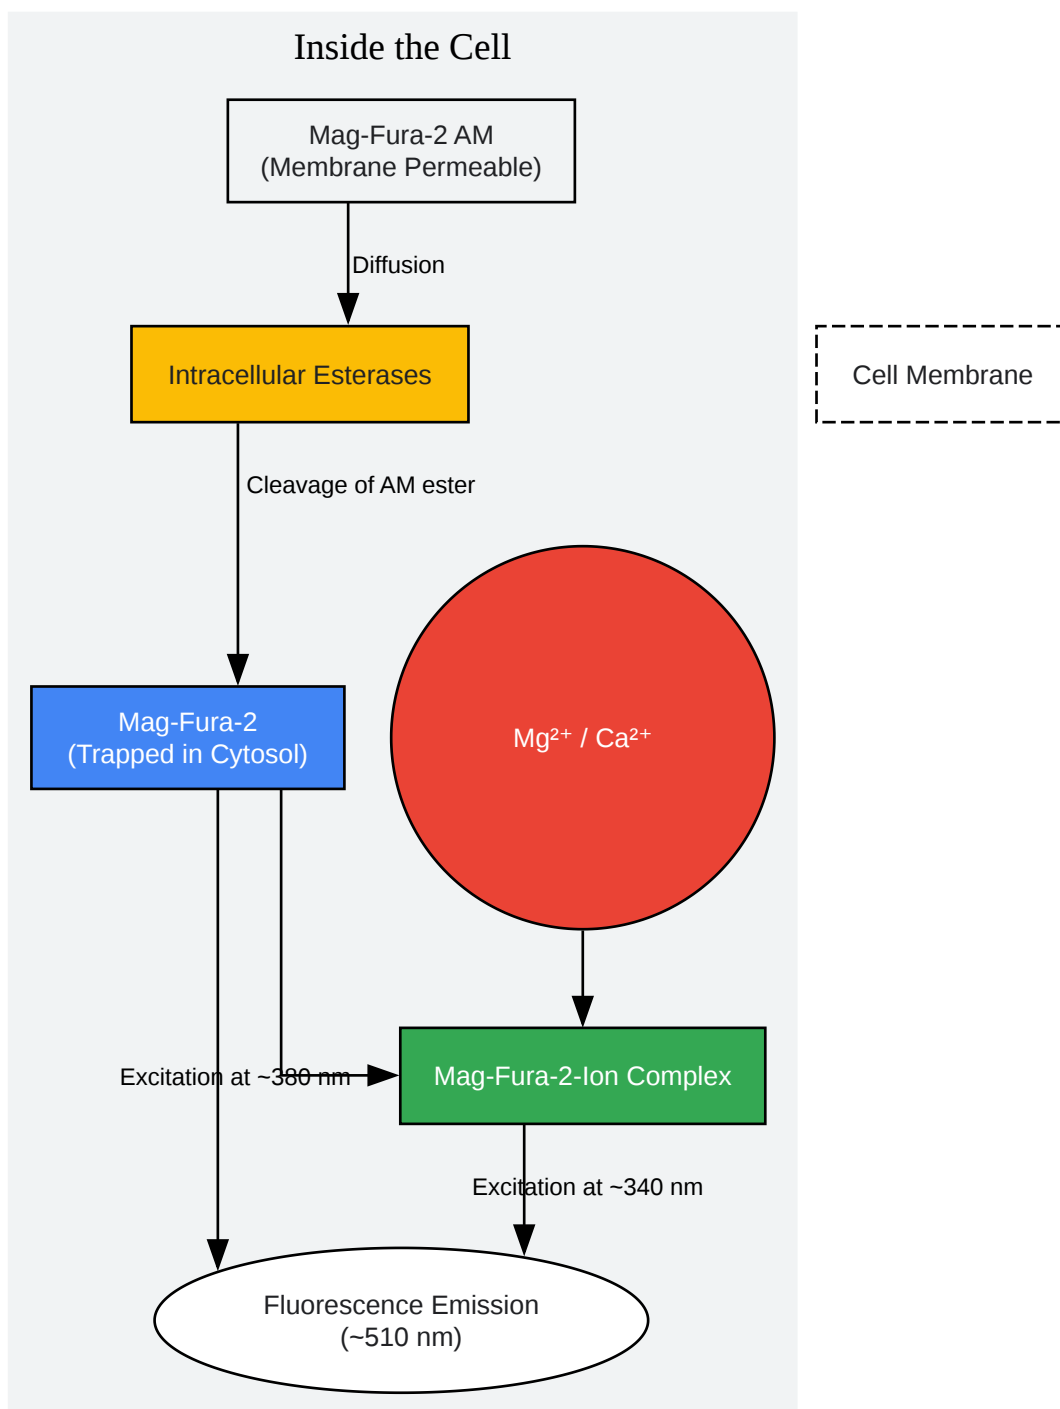 Inside the Cell
Mag-Fura-2 AM
(Membrane Permeable)
Diffusion
Intracellular Esterases
Cell Membrane
Cleavage of AM ester
Mag-Fura-2
(Trapped in Cytosol)
Mg²⁺ / Ca²⁺
Excitation at ~380 nm
Mag-Fura-2-Ion Complex
Excitation at ~340 nm
Fluorescence Emission
(~510 nm)